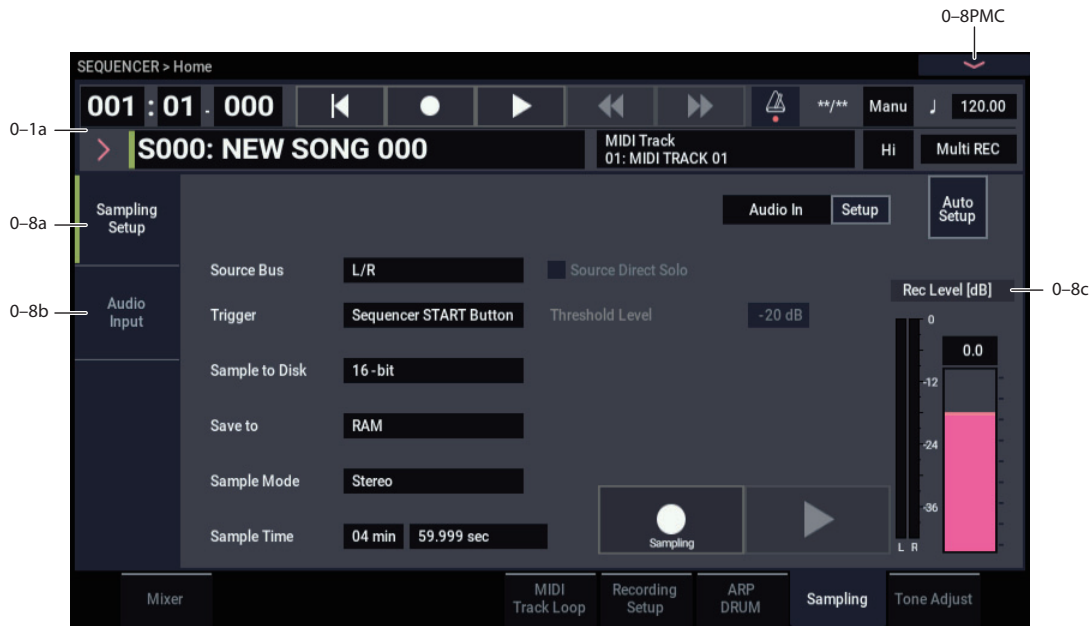 0–8PMC
SEQUENCER > Home
001 : 01 . 000
**/**
Manu
♩ 120.00
0–1a
S000: NEW SONG 000
MIDI Track
01: MIDI TRACK 01
Hi
Multi REC
0–8a
Sampling
Setup
Audio In
Setup
Auto
Setup
Source Bus
L/R
Source Direct Solo
Rec Level [dB]
0–8c
0–8b
Audio
Input
Trigger
Sequencer START Button
Threshold Level
-20 dB
0
0.0
Sample to Disk
16-bit
-12
Save to
RAM
-24
Sample Mode
Stereo
-36
Sample Time
04 min
59.999 sec
Sampling
L R
Mixer
MIDI
Track Loop
Recording
Setup
ARP
DRUM
Sampling
Tone Adjust